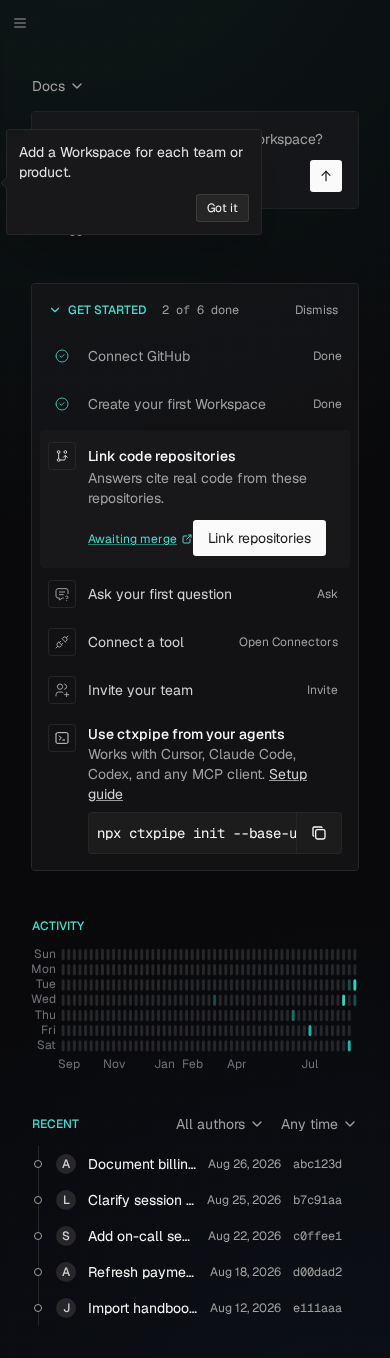 Docs
orkspace?
Add a Workspace for each team or
product.
Got it
GET STARTED 2 of 6 done Dismiss
Connect GitHub Done
Create your first Workspace Done
Link code repositories
Answers cite real code from these
repositories.
Awaiting merge Link repositories
Ask your first question Ask
Connect a tool Open Connectors
Invite your team Invite
Use ctxpipe from your agents
Works with Cursor, Claude Code,
Codex, and any MCP client. Setup
guide
npx ctxpipe init --base-u
ACTIVITY
Sun
Mon
Tue
Wed
Thu
Fri
Sat
Sep Nov Jan Feb Apr Jul
RECENT All authors Any time
A Document billin... Aug 26, 2026 abc123d
L Clarify session ... Aug 25, 2026 b7c91aa
S Add on-call se... Aug 22, 2026 c0ffee1
A Refresh payme... Aug 18, 2026 d00dad2
J Import handboo... Aug 12, 2026 e111aaa